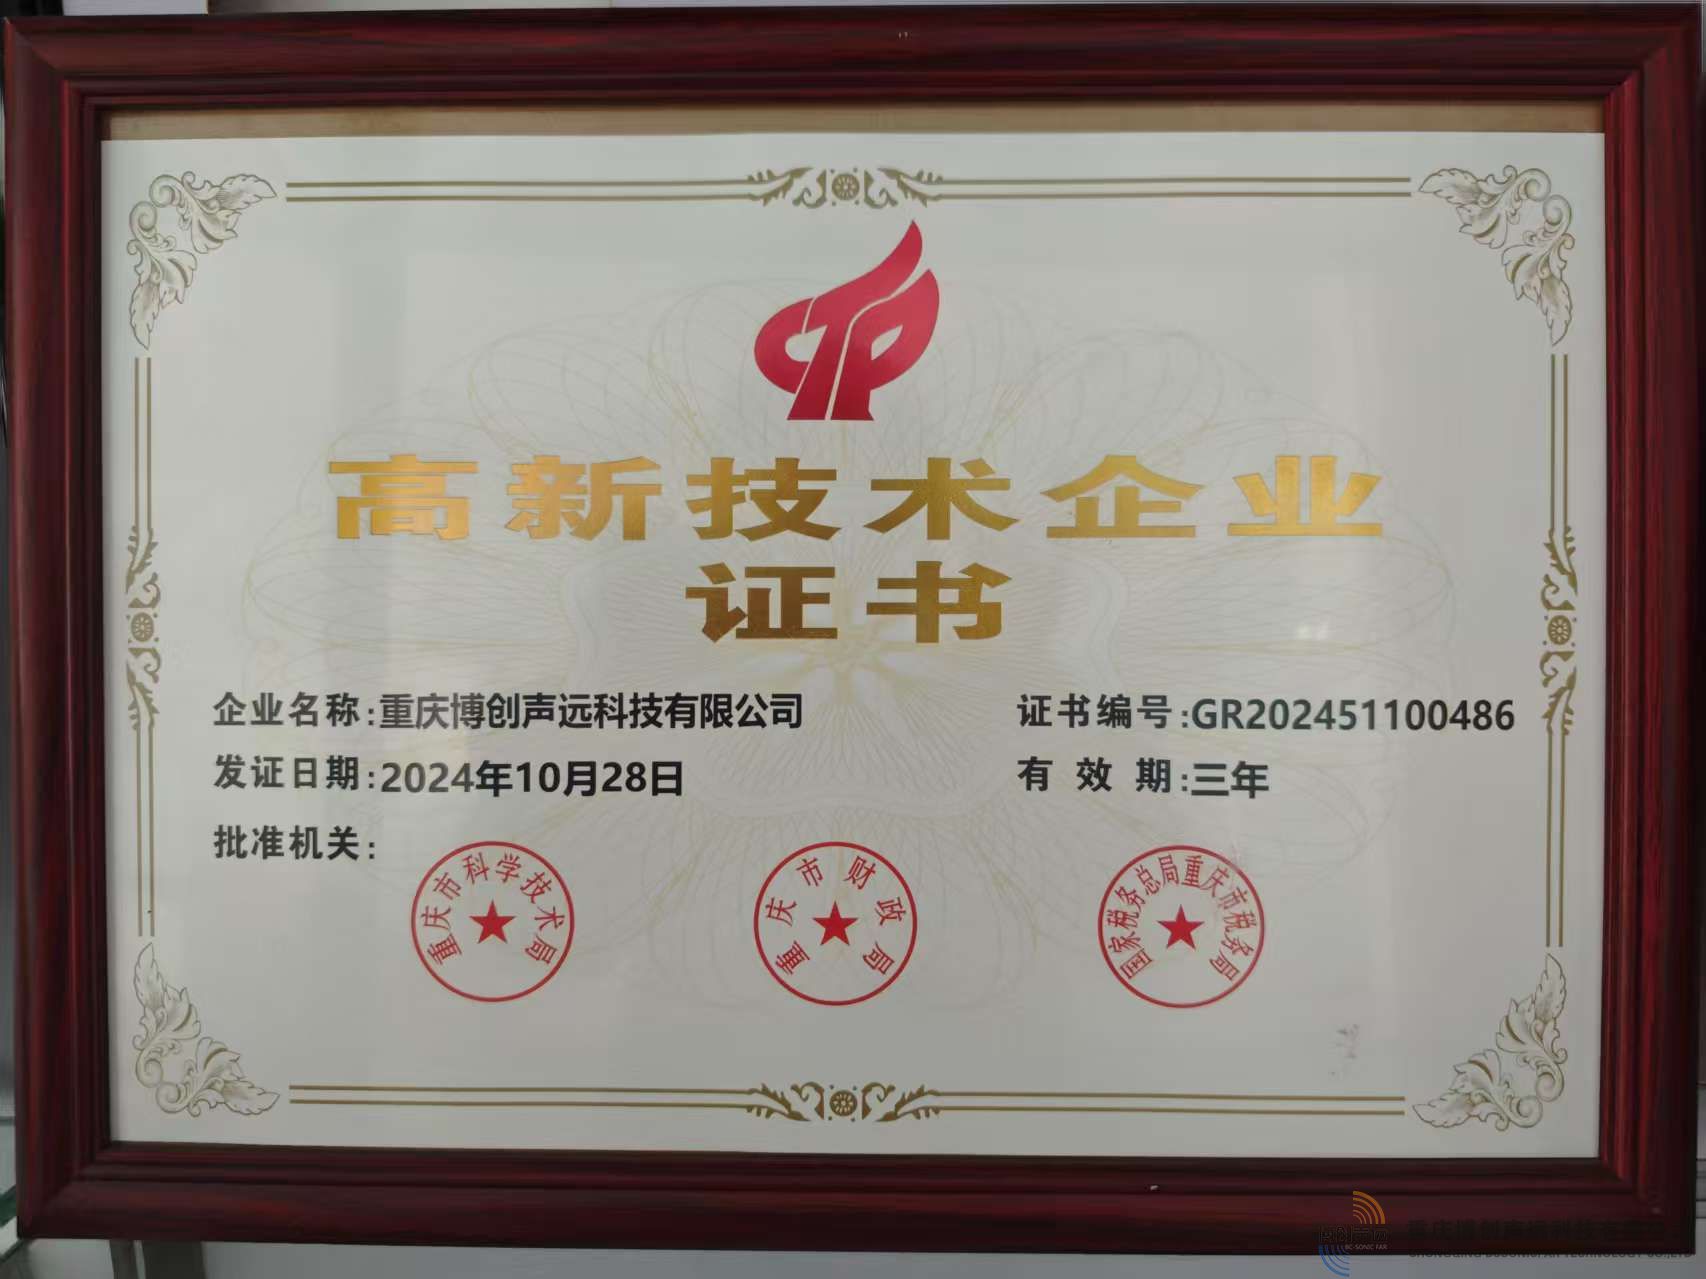 高新技术企业
证书
企业名称:重庆博创声远科技有限公司
证书编号:GR202451100486
发证日期:2024年10月28日
有效期:三年
批准机关:
重庆市科学技术局
重庆市财政局
国家税务总局重庆市税务局
BC-SONIC FAR